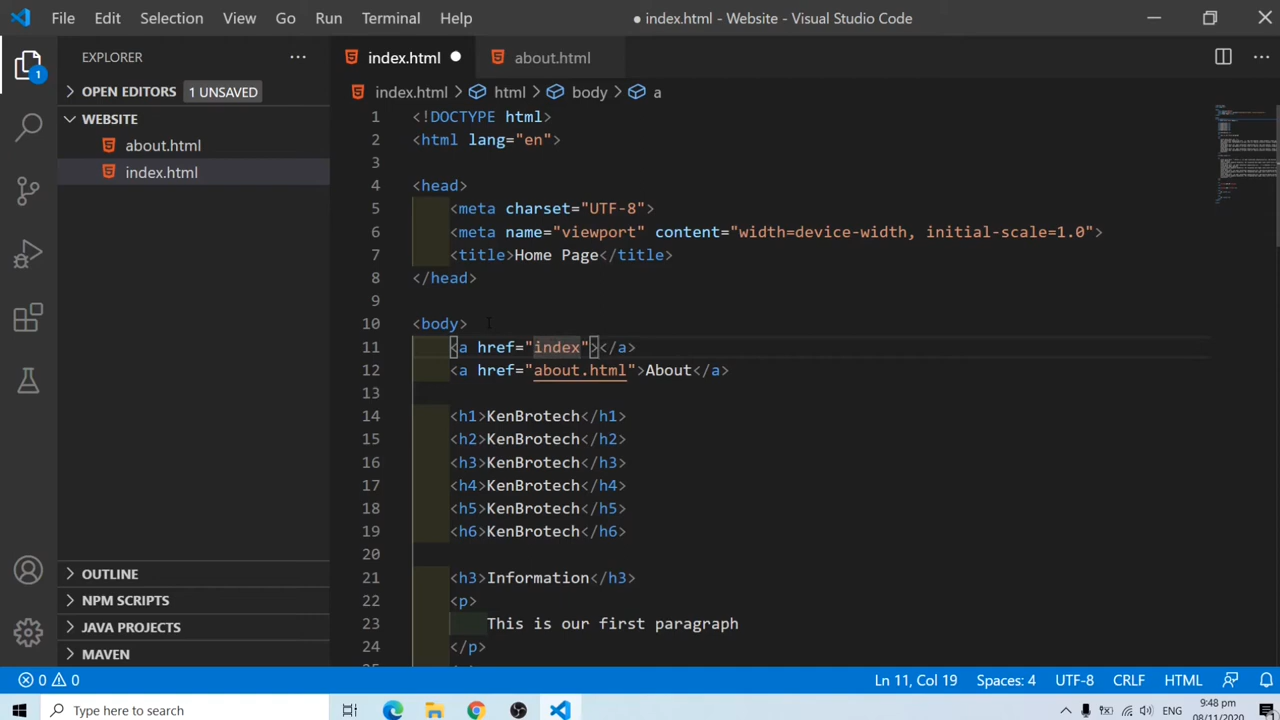 File Edit Selection View Go Run Terminal Help ● index.html - Website - Visual Studio Code
EXPLORER
index.html ● about.html
OPEN EDITORS 1 UNSAVED
index.html > html > body > a
WEBSITE
about.html
index.html
1 <!DOCTYPE html>
2 <html lang="en">
3
4 <head>
5 <meta charset="UTF-8">
6 <meta name="viewport" content="width=device-width, initial-scale=1.0">
7 <title>Home Page</title>
8 </head>
9
10 <body>
11 <a href="index"></a>
12 <a href="about.html">About</a>
13
14 <h1>KenBrotech</h1>
15 <h2>KenBrotech</h2>
16 <h3>KenBrotech</h3>
17 <h4>KenBrotech</h4>
18 <h5>KenBrotech</h5>
19 <h6>KenBrotech</h6>
20
21 <h3>Information</h3>
22 <p>
23 This is our first paragraph
24 </p>
1
OUTLINE
NPM SCRIPTS
JAVA PROJECTS
MAVEN
0 0 Ln 11, Col 19 Spaces: 4 UTF-8 CRLF HTML
Type here to search
ENG
9:48 pm
08/11/2020